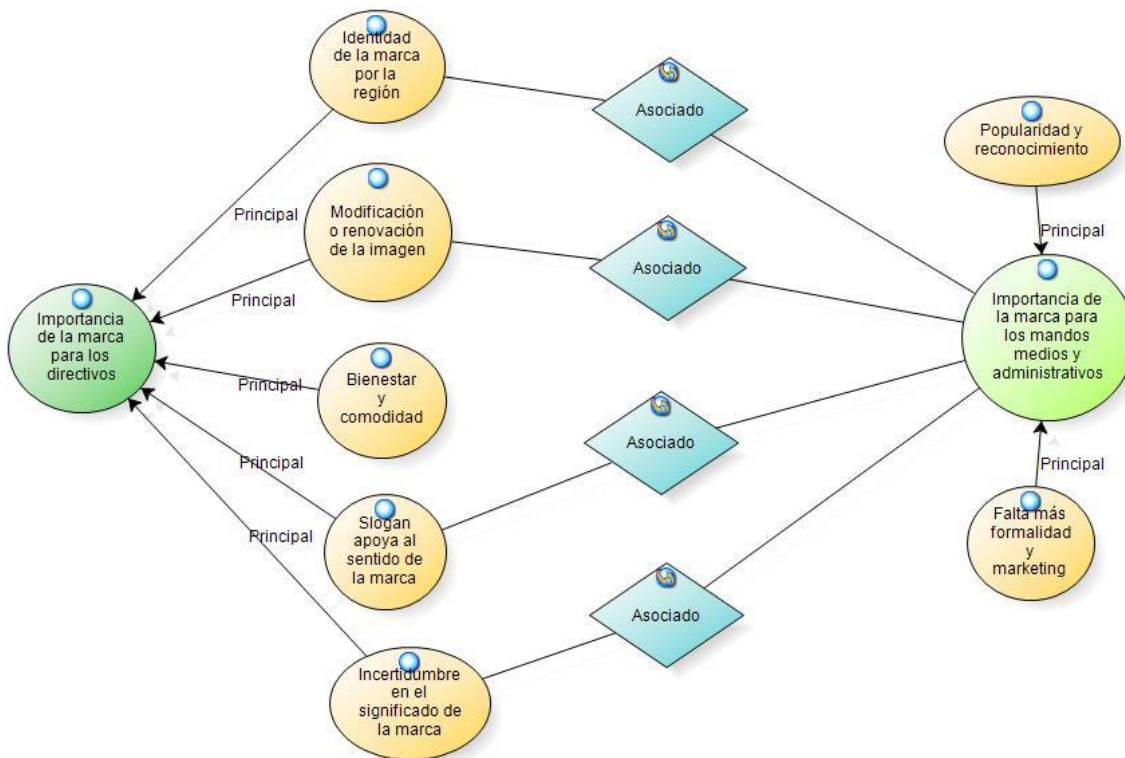 Identidad
de la marca
por la
región
Asociado
Popularidad y
reconocimiento
Principal
Modificación
o renovación
de la imagen
Asociado
Principal
Principal
Importancia
de la marca
para los
directivos
Importancia de
la marca para
los mandos
medios y
administrativos
Principal
Bienestar
y
comodidad
Asociado
Principal
Principal
Slogan
apoya al
sentido de
la marca
Falta más
formalidad
y
marketing
Principal
Asociado
Incertidumbre
en el
significado de
la marca